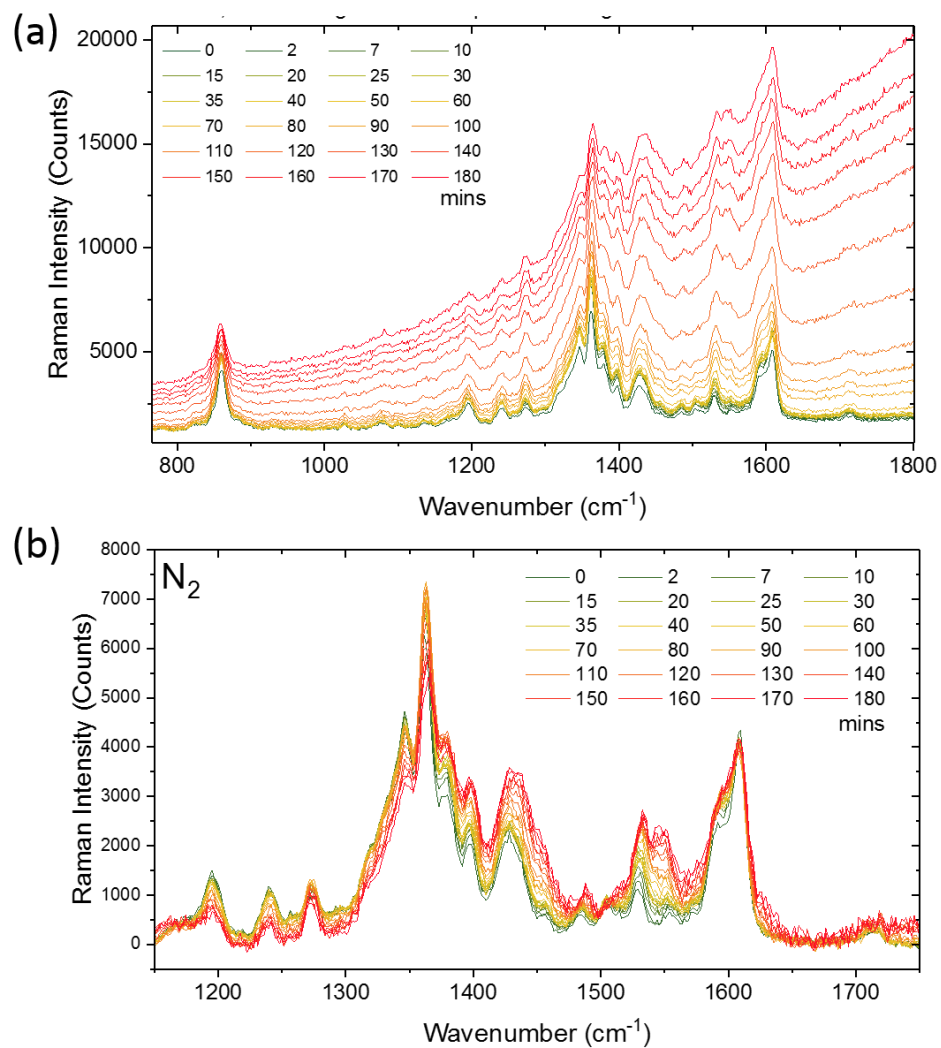 (a)
20000
15000
10000
5000
Raman Intensity (Counts)
0 2 7 10
15 20 25 30
35 40 50 60
70 80 90 100
110 120 130 140
150 160 170 180
mins
800 1000 1200 1400 1600 1800
Wavenumber (cm⁻¹)
(b)
N₂
8000
7000
6000
5000
4000
3000
2000
1000
0
Raman Intensity (Counts)
0 2 7 10
15 20 25 30
35 40 50 60
70 80 90 100
110 120 130 140
150 160 170 180
mins
1200 1300 1400 1500 1600 1700
Wavenumber (cm⁻¹)